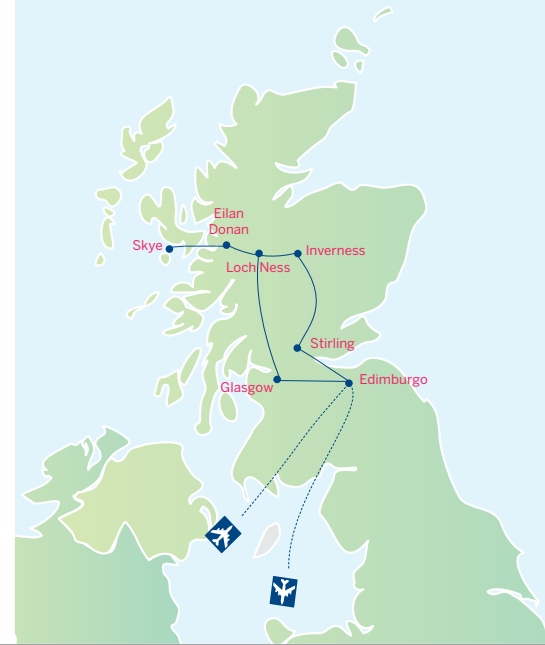 Eilan
Donan
Skye
Inverness
Loch Ness
Stirling
Edimburgo
Glasgow